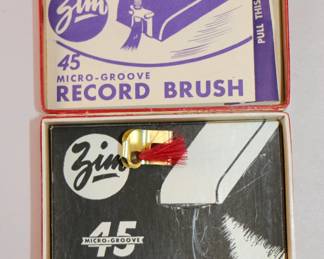 Zim
45
MICRO-GROOVE
RECORD BRUSH
PULL THIS
Zim
45
MICRO-GROOVE